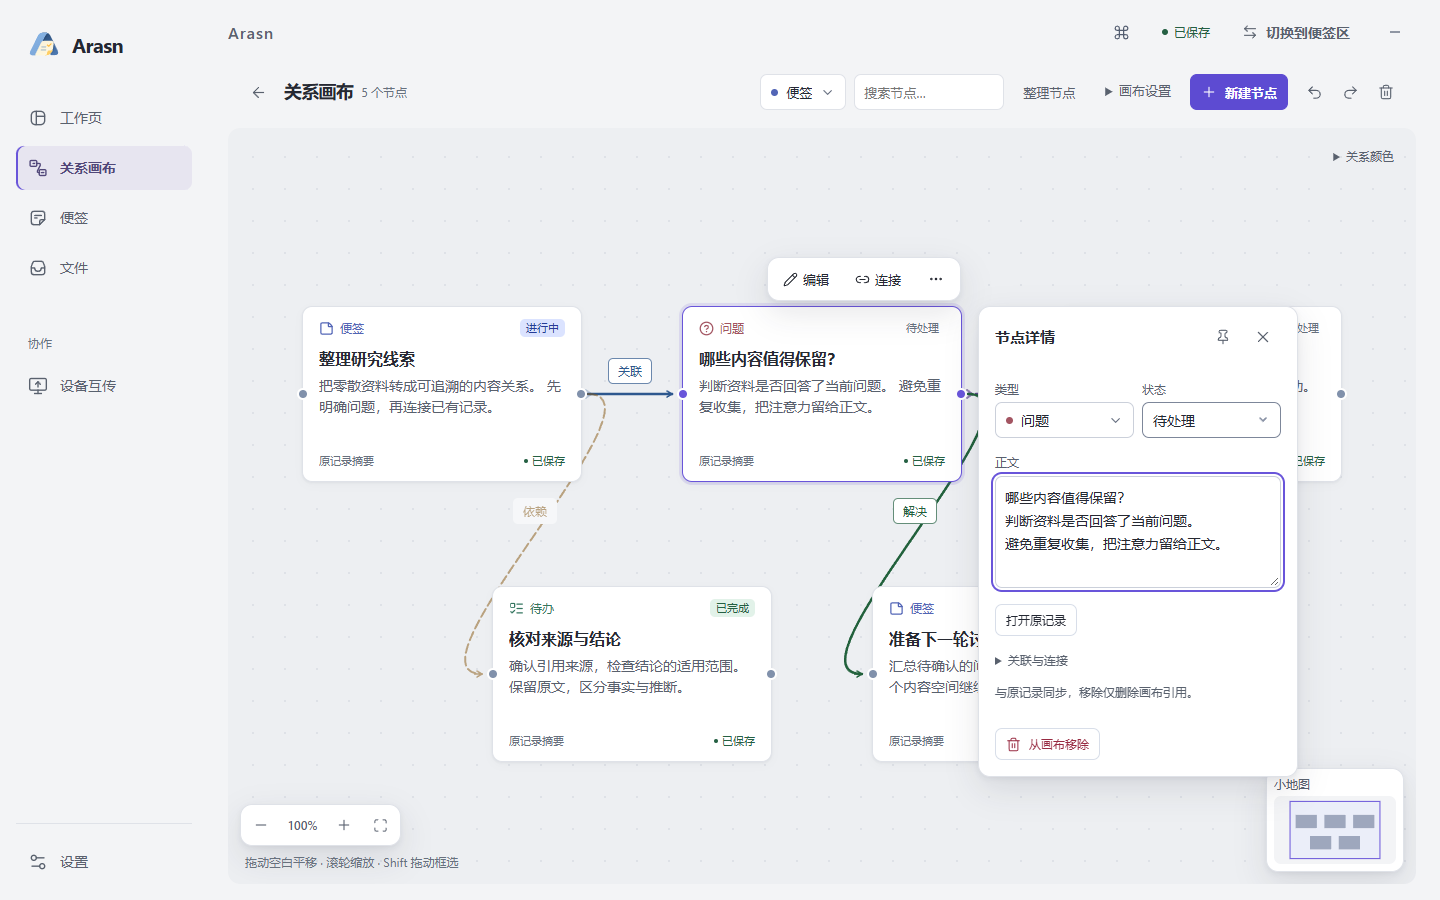 Arasn
工作页
关系画布
便签
文件
协作
设备互传
设置
Arasn
已保存
切换到便签区
关系画布
5 个节点
便签
搜索节点...
整理节点
画布设置
新建节点
关系颜色
编辑
连接
便签
进行中
整理研究线索
把零散资料转成可追溯的内容关系。 先
明确问题，再连接已有记录。
原记录摘要
已保存
关联
问题
待处理
哪些内容值得保留？
判断资料是否回答了当前问题。 避免重
复收集，把注意力留给正文。
原记录摘要
已保存
依赖
解决
待办
已完成
核对来源与结论
确认引用来源，检查结论的适用范围。
保留原文，区分事实与推断。
原记录摘要
已保存
便签
准备下一轮讨
汇总待确认的问
个内容空间继续
原记录摘要
处理
已保存
节点详情
类型
状态
问题
待处理
正文
哪些内容值得保留？
判断资料是否回答了当前问题。
避免重复收集，把注意力留给正文。
打开原记录
关联与连接
与原记录同步，移除仅删除画布引用。
从画布移除
小地图
100%
拖动空白平移 · 滚轮缩放 · Shift 拖动框选